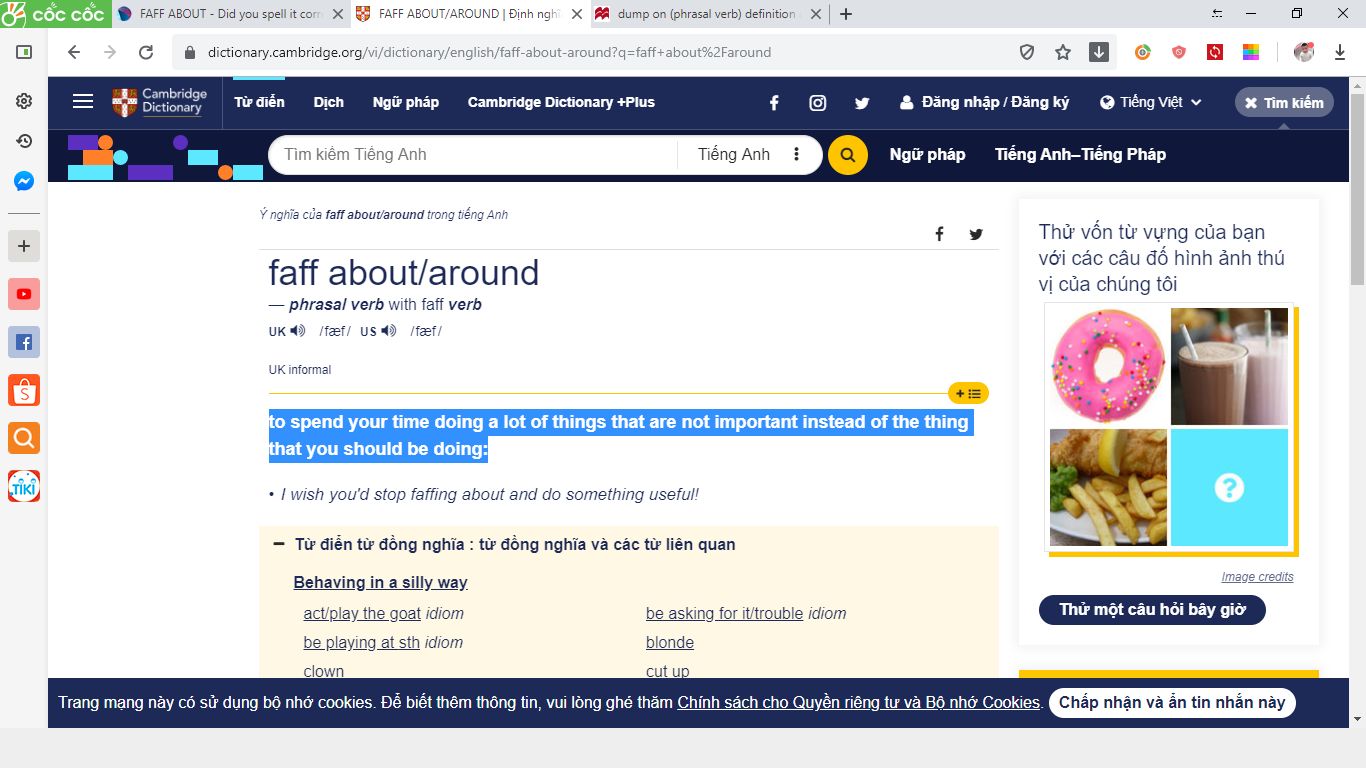 cốc cốc
FAFF ABOUT - Did you spell it corr
FAFF ABOUT/AROUND | Định nghĩ
dump on (phrasal verb) definition a
dictionary.cambridge.org/vi/dictionary/english/faff-about-around?q=faff+about%2Faround
Cambridge
Dictionary
Từ điển
Dịch
Ngữ pháp
Cambridge Dictionary +Plus
Đăng nhập / Đăng ký
Tiếng Việt
Tìm kiếm
Tìm kiếm Tiếng Anh
Tiếng Anh
Ngữ pháp
Tiếng Anh–Tiếng Pháp
Ý nghĩa của faff about/around trong tiếng Anh
faff about/around
— phrasal verb with faff verb
UK /fæf/ US /fæf/
UK informal
to spend your time doing a lot of things that are not important instead of the thing
that you should be doing:
• I wish you'd stop faffing about and do something useful!
Từ điển từ đồng nghĩa : từ đồng nghĩa và các từ liên quan
Behaving in a silly way
act/play the goat idiom
be asking for it/trouble idiom
be playing at sth idiom
blonde
clown
cut up
Thử vốn từ vựng của bạn
với các câu đố hình ảnh thú
vị của chúng tôi
?
Image credits
Thử một câu hỏi bây giờ
TIKI
Trang mạng này có sử dụng bộ nhớ cookies. Để biết thêm thông tin, vui lòng ghé thăm Chính sách cho Quyền riêng tư và Bộ nhớ Cookies.
Chấp nhận và ẩn tin nhắn này